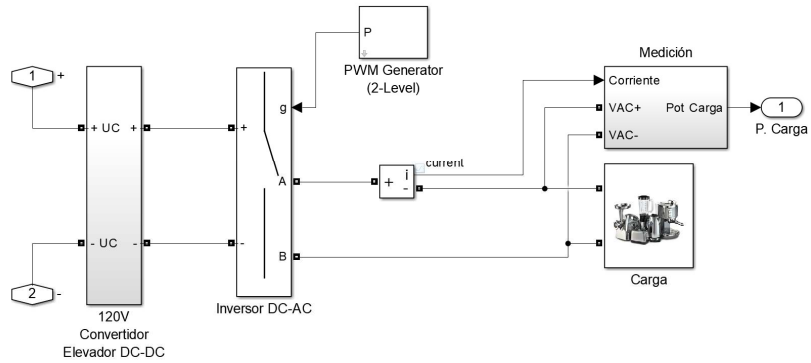 1
+
+ UC +
- UC -
2
-
120V
Convertidor
Elevador DC-DC
+
-
g
A
B
Inversor DC-AC
P
PWM Generator
(2-Level)
+
i
-
current
Medición
Corriente
VAC+
VAC-
Pot Carga
1
P. Carga
Carga